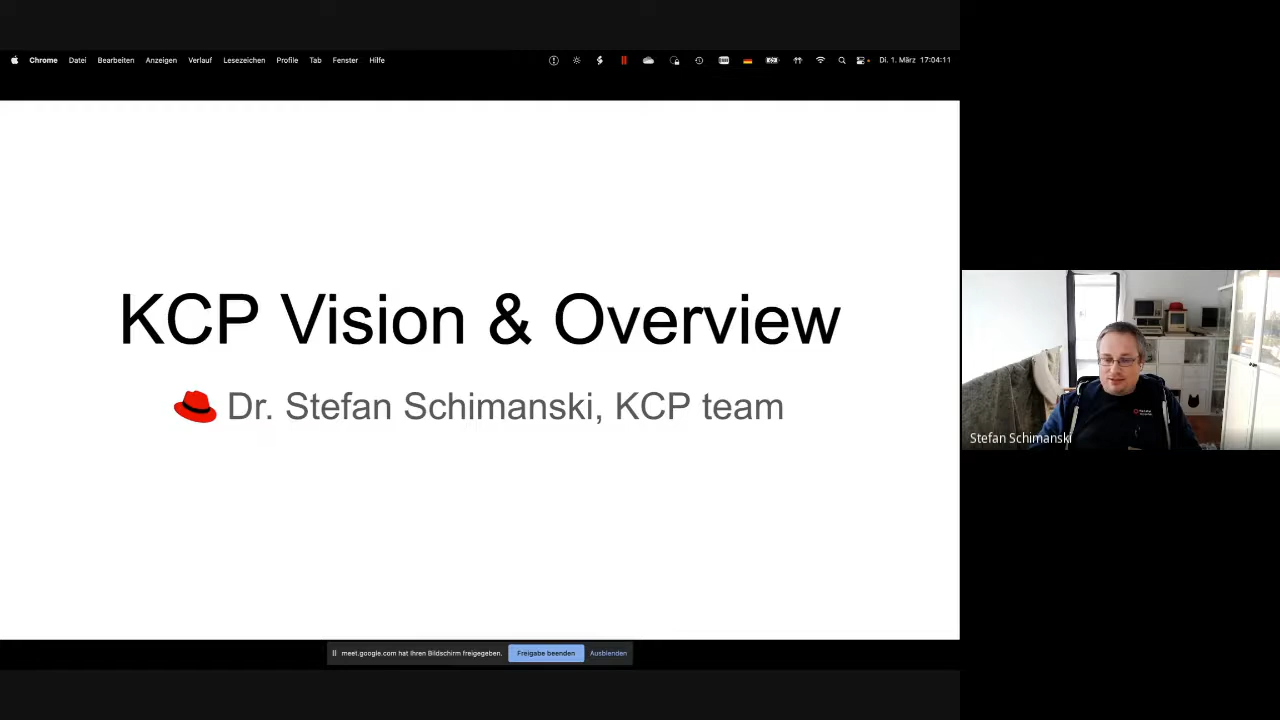 Chrome Datei Bearbeiten Anzeigen Verlauf Lesezeichen Profile Tab Fenster Hilfe
Di. 1. März 17:04:11
KCP Vision & Overview
Dr. Stefan Schimanski, KCP team
Stefan Schimanski
meet.google.com hat Ihren Bildschirm freigegeben. Freigabe beenden Ausblenden